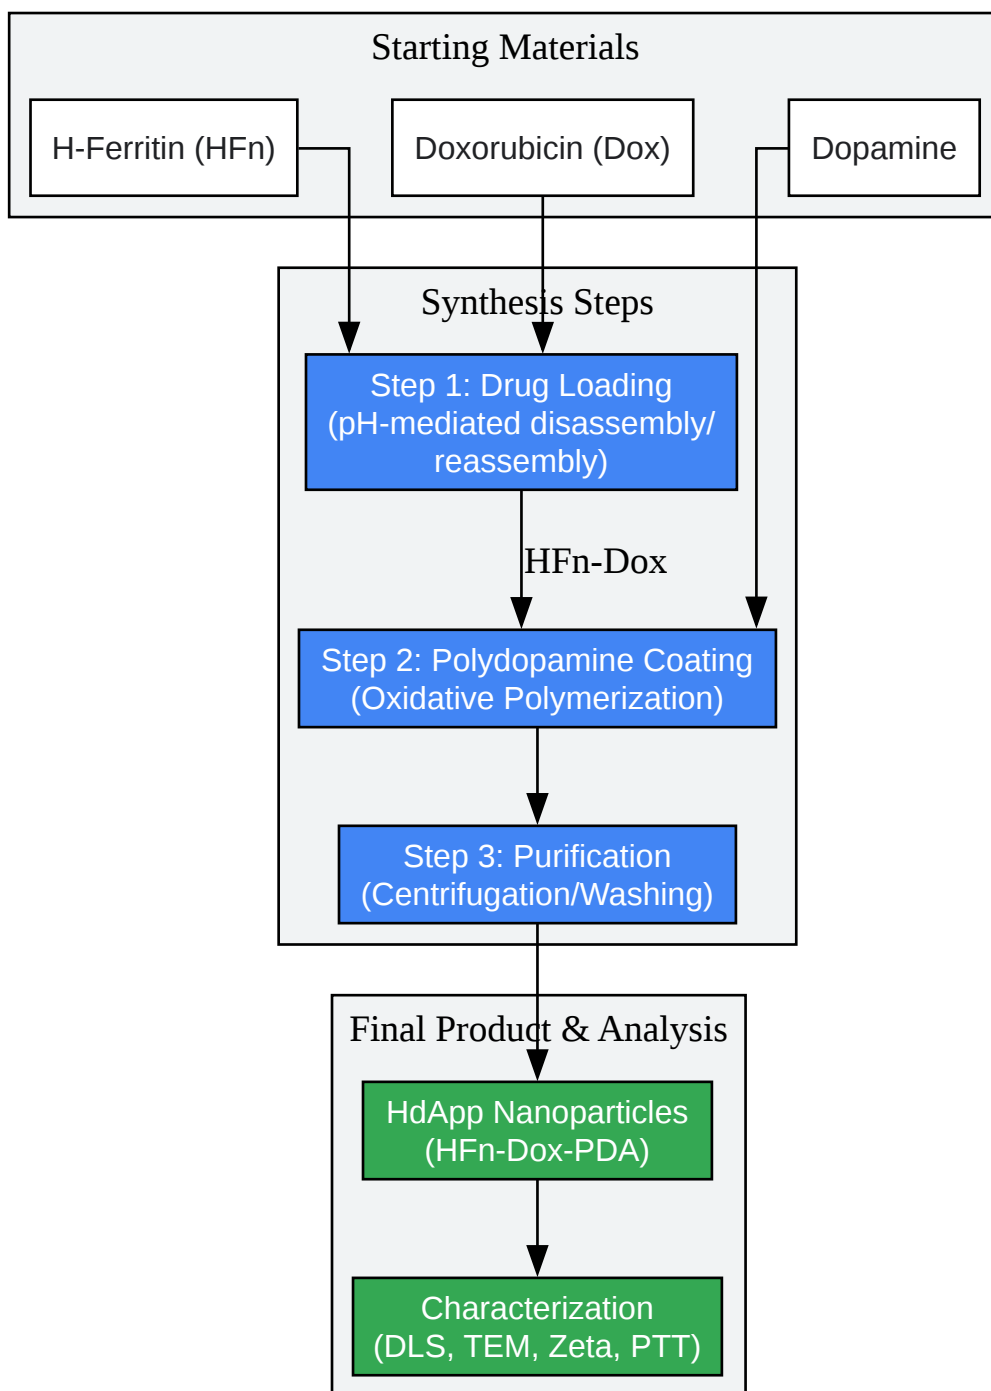 Starting Materials
H-Ferritin (HFn)
Doxorubicin (Dox)
Dopamine
Synthesis Steps
Step 1: Drug Loading
(pH-mediated disassembly/
reassembly)
HFn-Dox
Step 2: Polydopamine Coating
(Oxidative Polymerization)
Step 3: Purification
(Centrifugation/Washing)
Final Product & Analysis
HdApp Nanoparticles
(HFn-Dox-PDA)
Characterization
(DLS, TEM, Zeta, PTT)